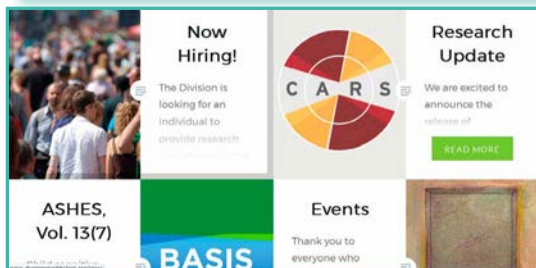 Now
Hiring!
The Division is
looking for an
individual to
provide research
CARS
Research
Update
We are excited to
announce the
release of
READ MORE
ASHES,
Vol. 13(7)
BASIS
Events
Thank you to
everyone who